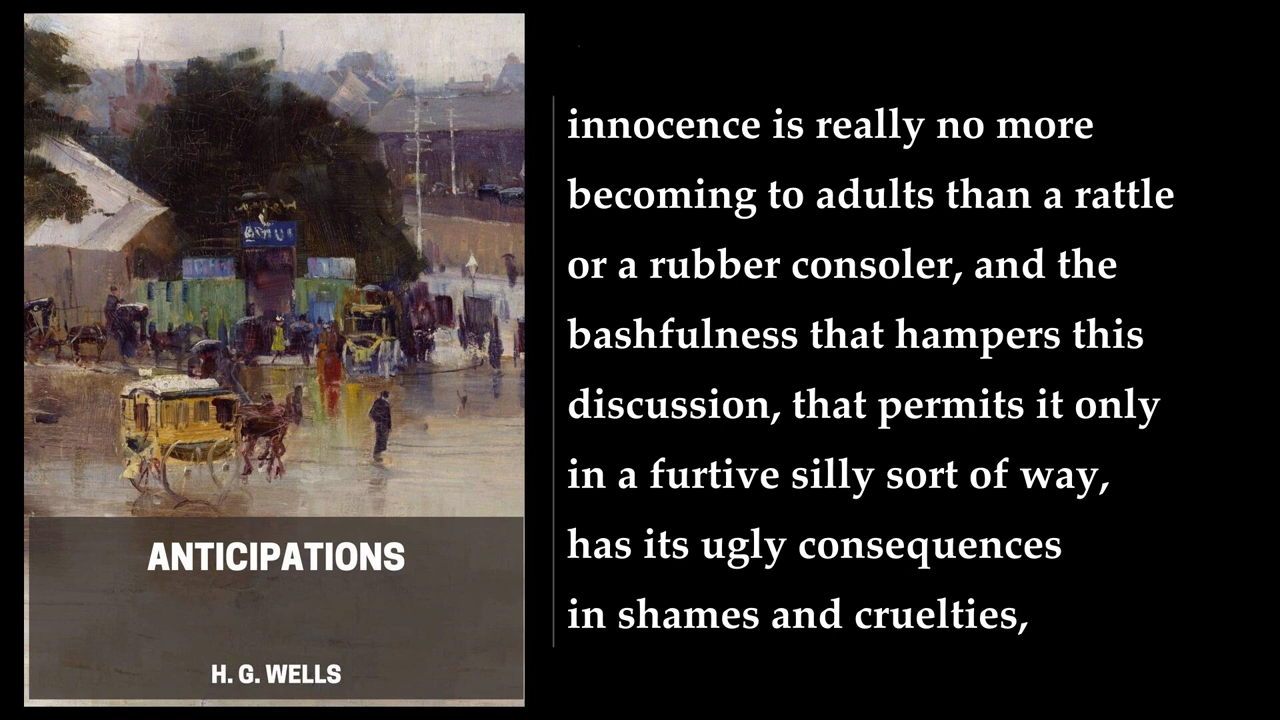 ANTICIPATIONS
H. G. WELLS
innocence is really no more
becoming to adults than a rattle
or a rubber consoler, and the
bashfulness that hampers this
discussion, that permits it only
in a furtive silly sort of way,
has its ugly consequences
in shames and cruelties,